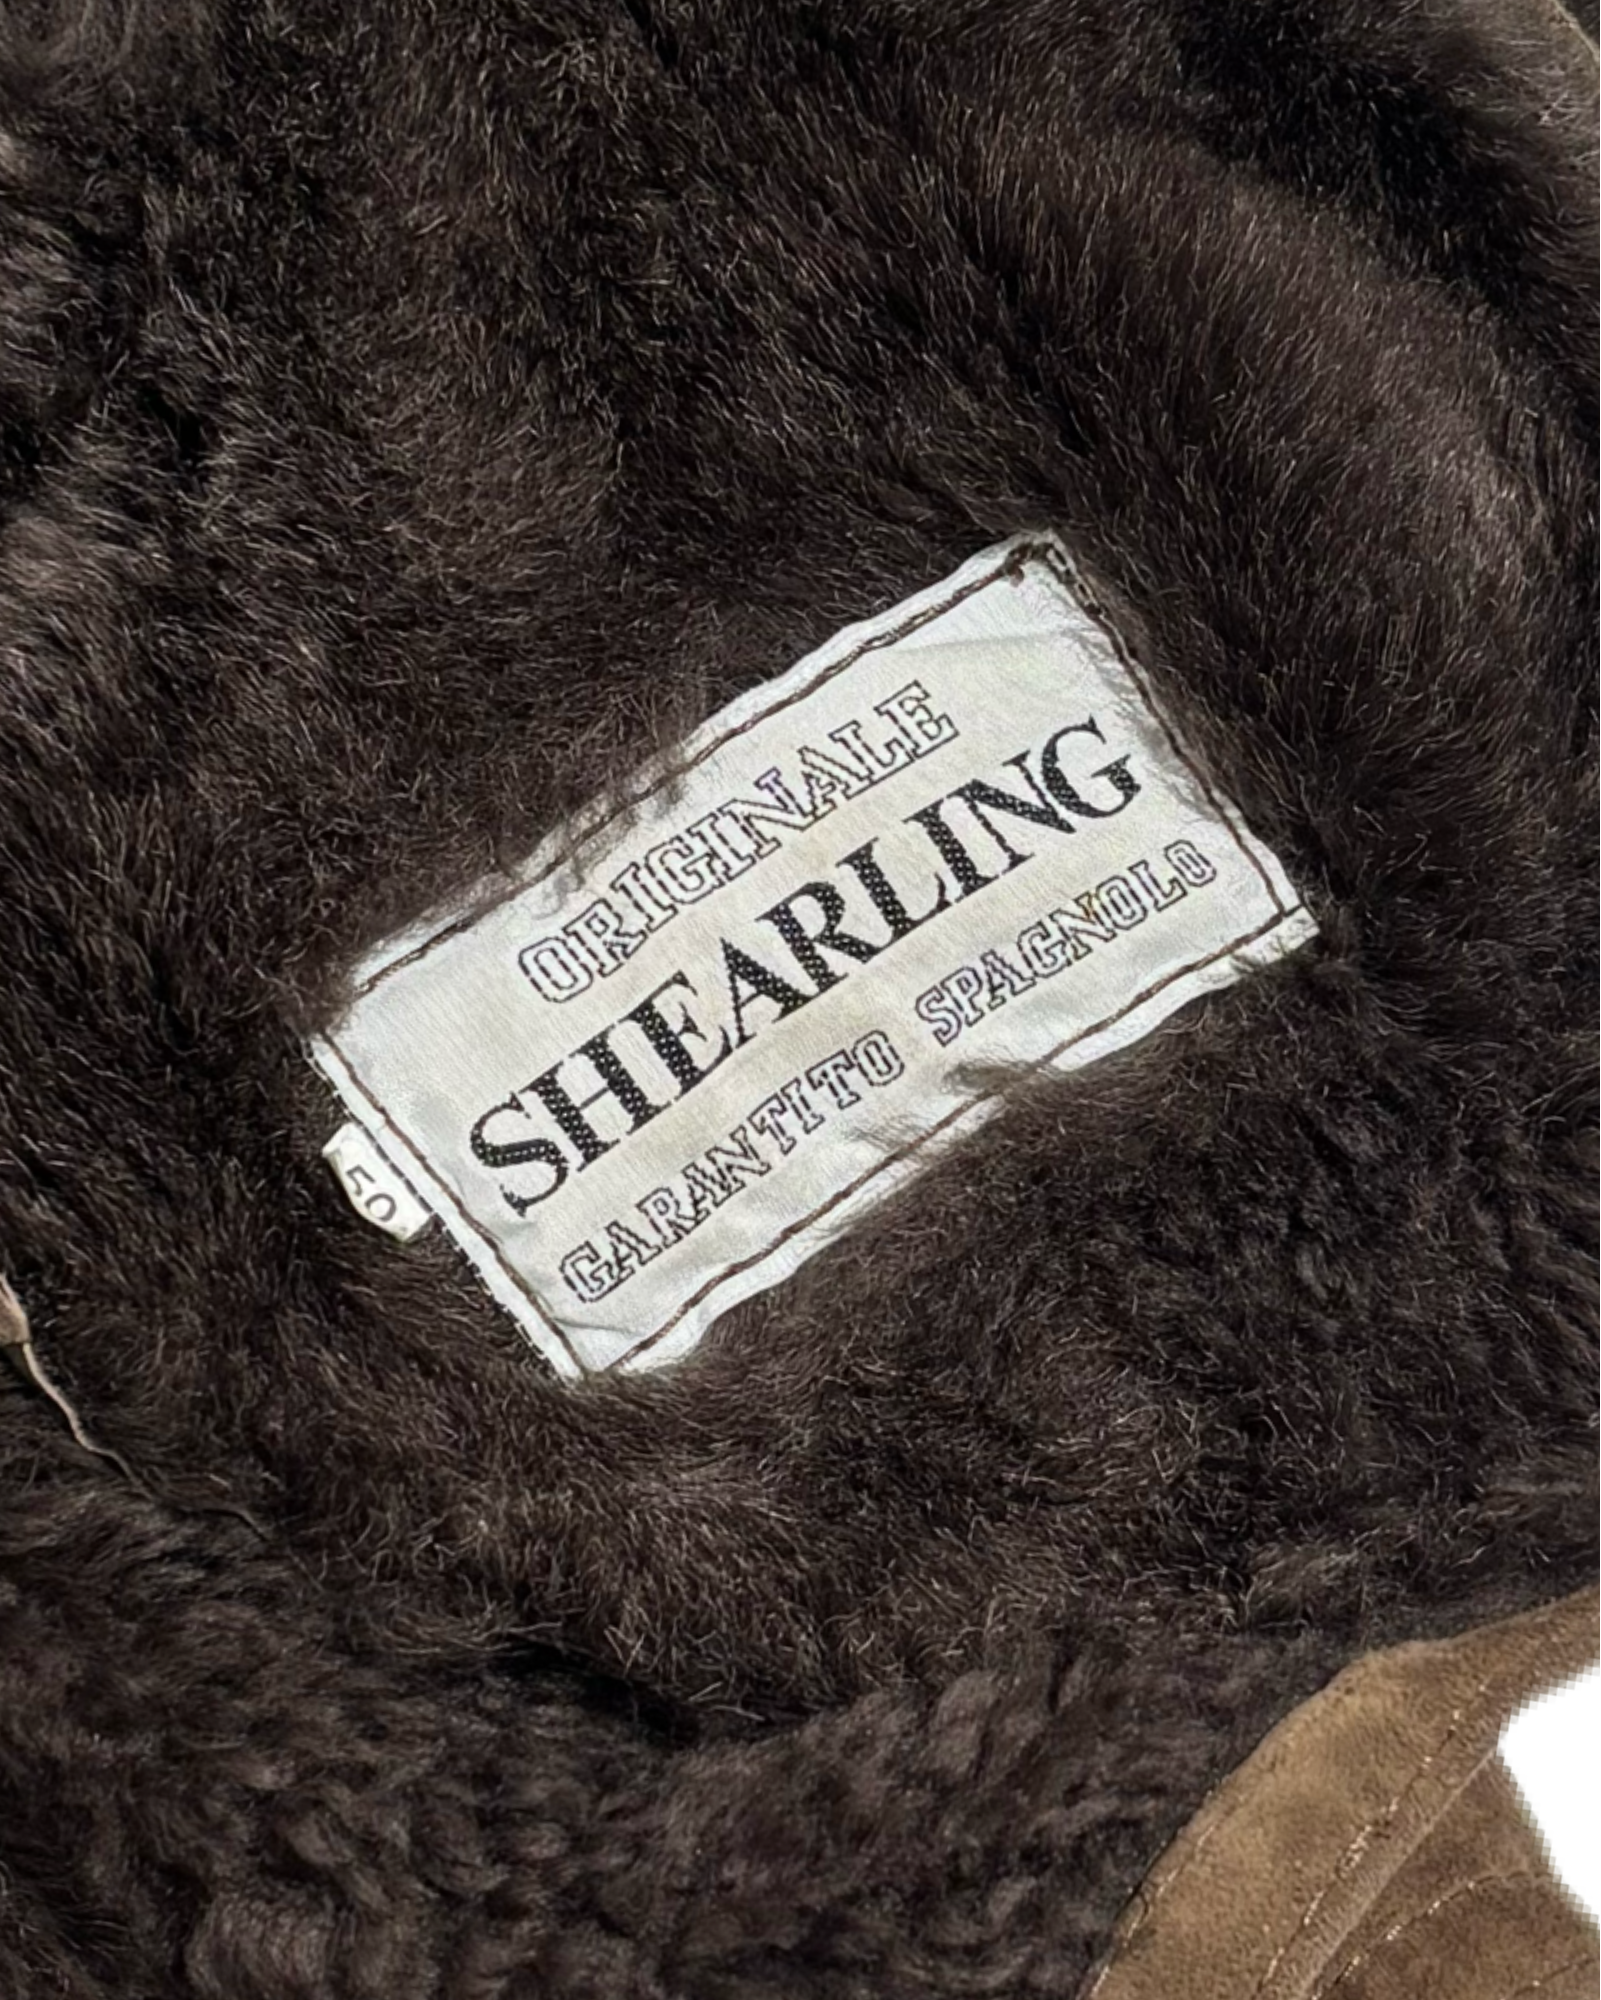 ORIGINALE
SHEARLING
GARANTITO SPAGNOLO
50